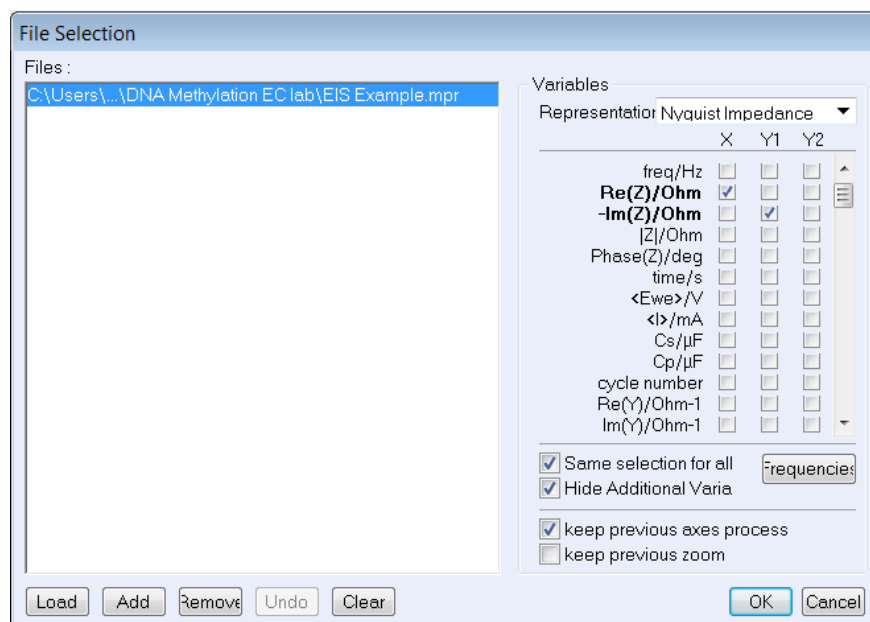 File Selection
Files :
C:\Users\...\DNA Methylation EC lab\EIS Example.mpr
Variables
Representation Nyquist Impedance
X Y1 Y2
freq/Hz
Re(Z)/Ohm
-Im(Z)/Ohm
|Z|/Ohm
Phase(Z)/deg
time/s
<Ewe>/V
<I>/mA
Cs/µF
Cp/µF
cycle number
Re(Y)/Ohm-1
Im(Y)/Ohm-1
Same selection for all
Frequencies
Hide Additional Varia
keep previous axes process
keep previous zoom
Load Add Remove Undo Clear OK Cancel